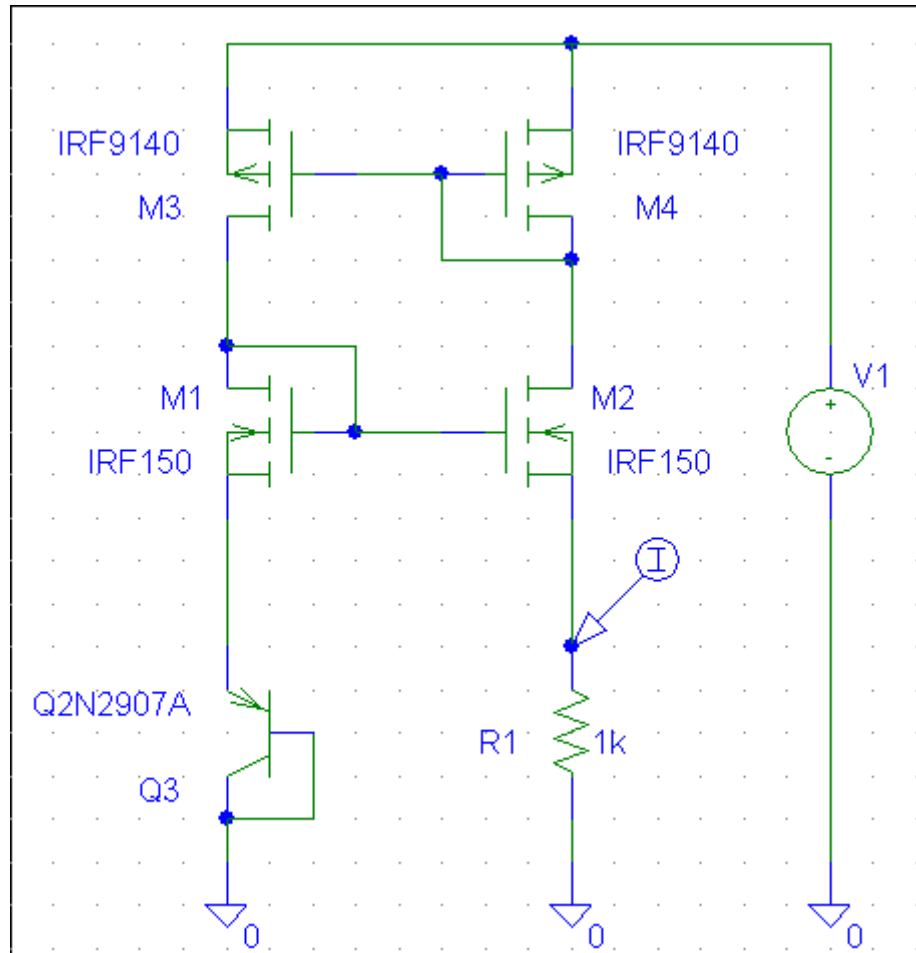 IRF9140
IRF9140
M3
M4
M1
M2
V1
+
-
IRF150
IRF150
I
Q2N2907A
R1
1k
Q3
0
0
0